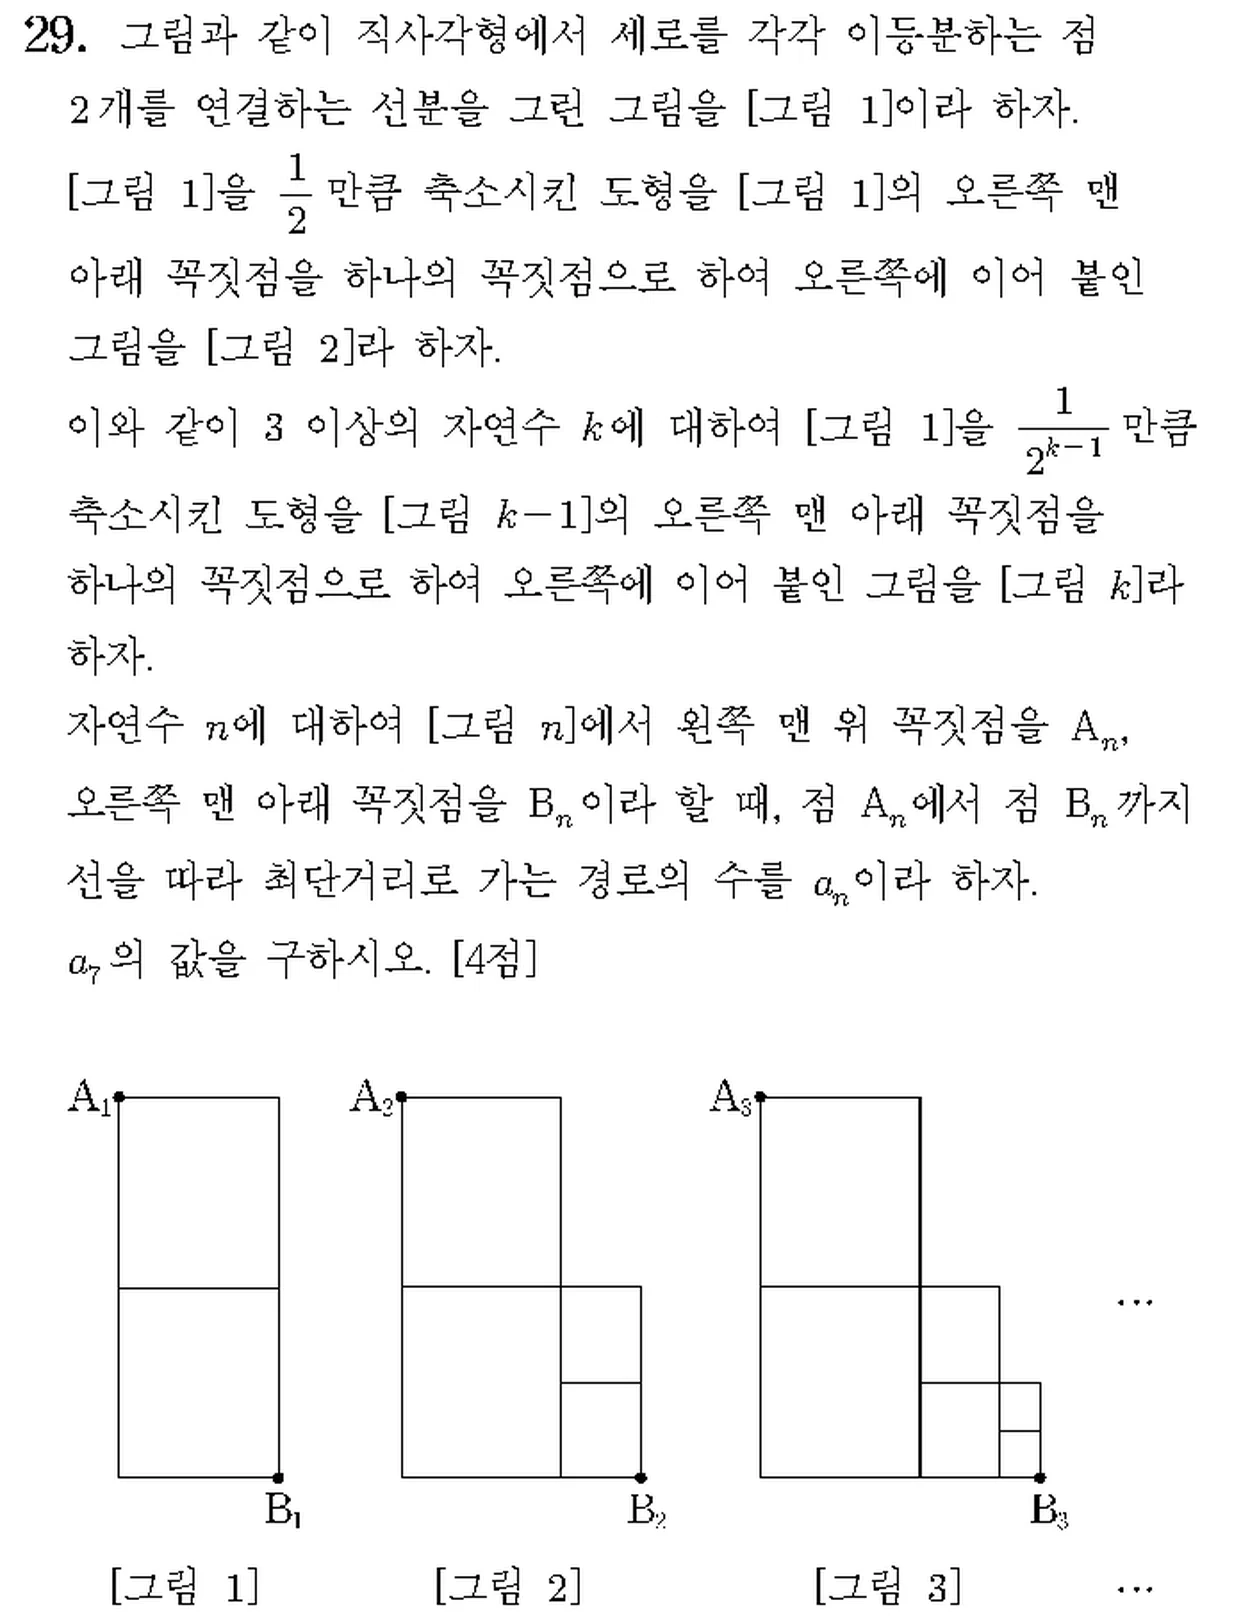 29. 그림과 같이 직사각형에서 세로를 각각 이등분하는 점
2개를 연결하는 선분을 그린 그림을 [그림 1]이라 하자.
[그림 1]을 1/2 만큼 축소시킨 도형을 [그림 1]의 오른쪽 맨
아래 꼭짓점을 하나의 꼭짓점으로 하여 오른쪽에 이어 붙인
그림을 [그림 2]라 하자.
이와 같이 3 이상의 자연수 k에 대하여 [그림 1]을 1/2^{k-1} 만큼
축소시킨 도형을 [그림 k-1]의 오른쪽 맨 아래 꼭짓점을
하나의 꼭짓점으로 하여 오른쪽에 이어 붙인 그림을 [그림 k]라
하자.
자연수 n에 대하여 [그림 n]에서 왼쪽 맨 위 꼭짓점을 A_n,
오른쪽 맨 아래 꼭짓점을 B_n이라 할 때, 점 A_n에서 점 B_n까지
선을 따라 최단거리로 가는 경로의 수를 a_n이라 하자.
a_7의 값을 구하시오. [4점]
A_1 A_2 A_3
…
B_1 B_2 B_3
[그림 1] [그림 2] [그림 3] …